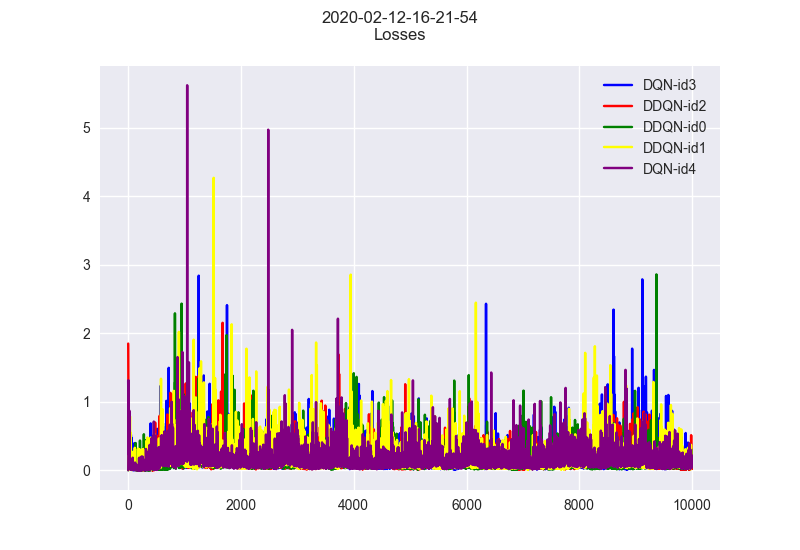 2020-02-12-16-21-54
Losses
DQN-id3
DDQN-id2
DDQN-id0
DDQN-id1
DQN-id4
5
4
3
2
1
0
0 2000 4000 6000 8000 10000